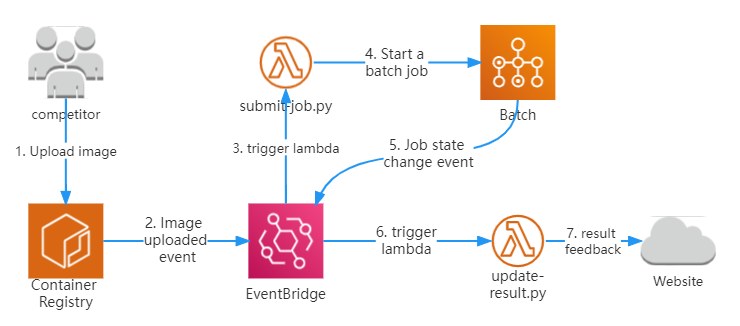 competitor
1. Upload image
Container
Registry
2. Image
uploaded
event
EventBridge
3. trigger lambda
submit-job.py
4. Start a
batch job
Batch
5. Job state
change event
6. trigger
lambda
update-
result.py
7. result
feedback
Website